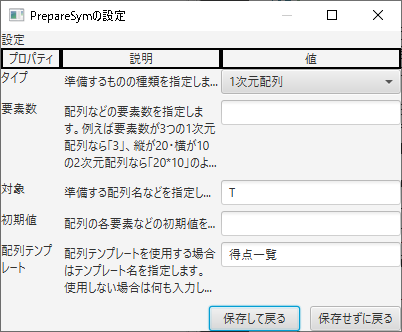 PrepareSymの設定
設定
プロパティ 説明 値
タイプ 準備するものの種類を指定しま... 1次元配列
要素数 配列などの要素数を指定しま
す。例えば要素数が3つの1次元
配列なら「3」、縦が20・横が10
の2次元配列なら「20*10」のよ...
対象 準備する配列名などを指定し... T
初期値 配列の各要素などの初期値を...
配列テンプ
レート
配列テンプレートを使用する場合
はテンプレート名を指定します。
使用しない場合は何も入力し...
得点一覧
保存して戻る 保存せずに戻る